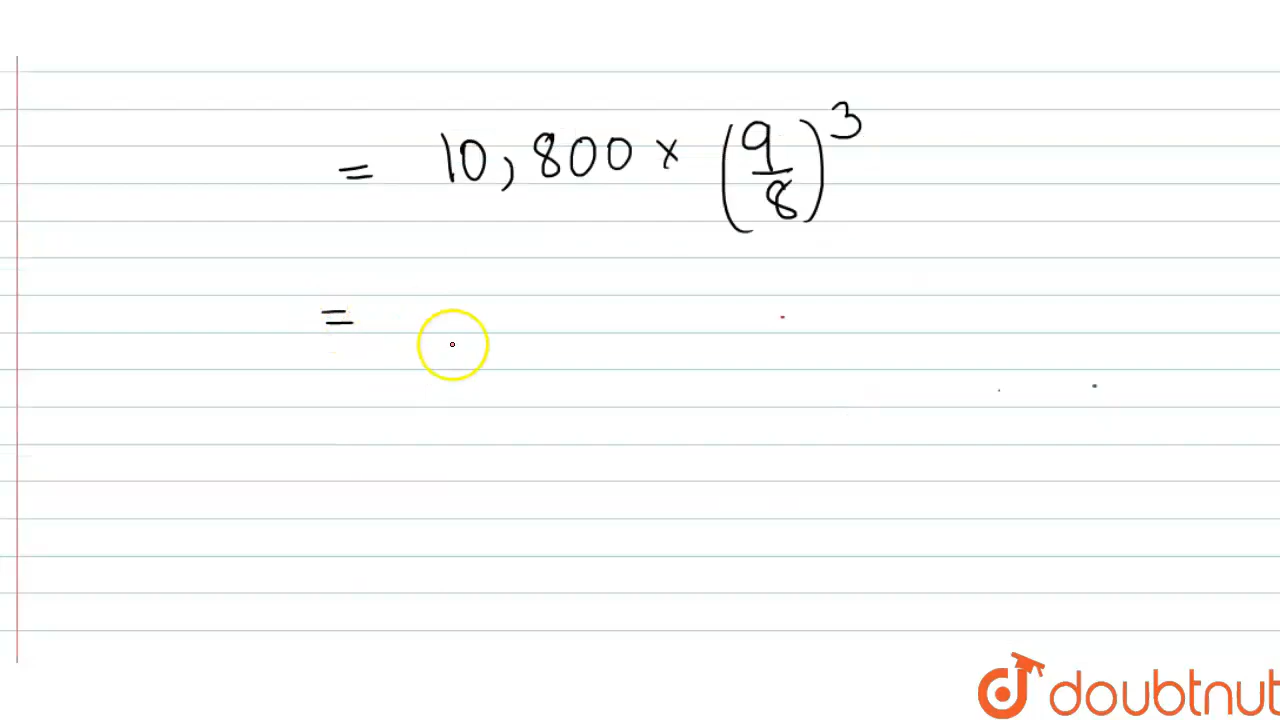 = 10,800 × (9/8)^3
=
doubtnut